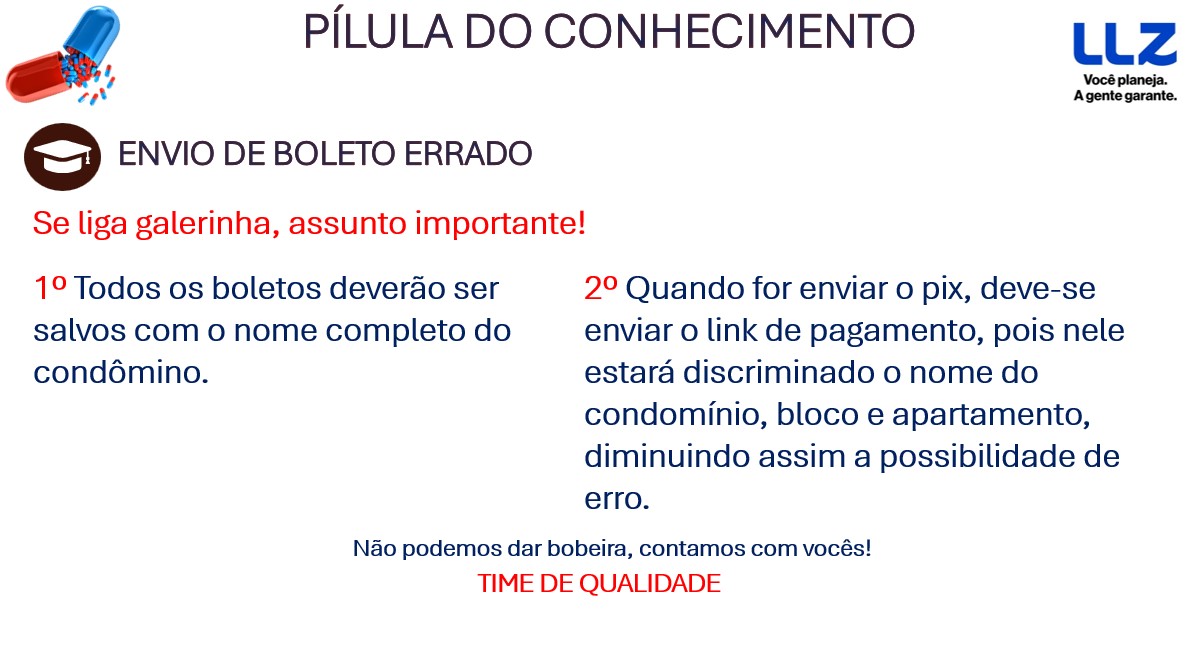 PÍLULA DO CONHECIMENTO
LLZ
Você planeja.
A gente garante.
ENVIO DE BOLETO ERRADO
Se liga galerinha, assunto importante!
1º Todos os boletos deverão ser
salvos com o nome completo do
condômino.
2º Quando for enviar o pix, deve-se
enviar o link de pagamento, pois nele
estará discriminado o nome do
condomínio, bloco e apartamento,
diminuindo assim a possibilidade de
erro.
Não podemos dar bobeira, contamos com vocês!
TIME DE QUALIDADE